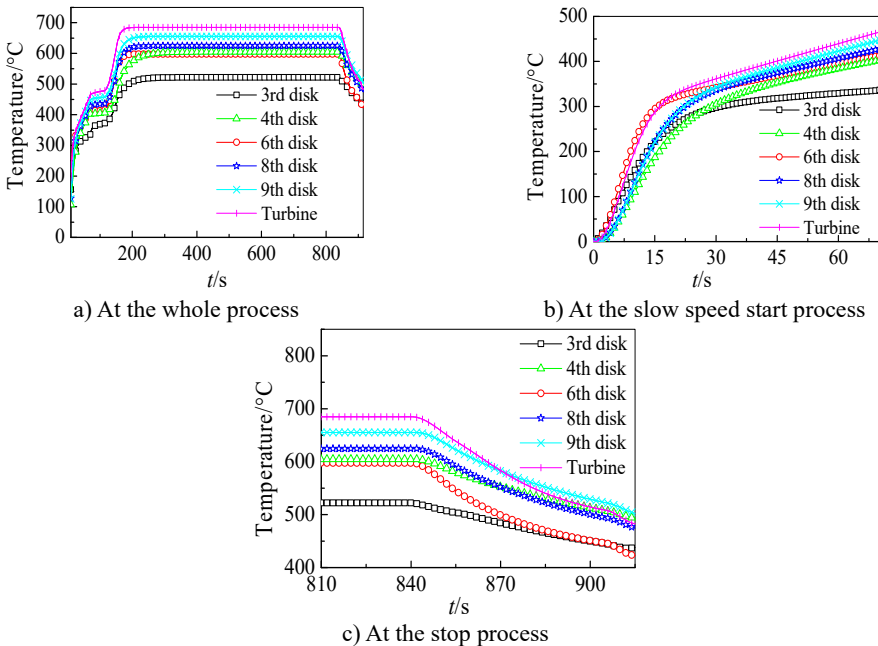 700
600
500
400
300
200
100
0
Temperature/°C
3rd disk
4th disk
6th disk
8th disk
9th disk
Turbine
200
400
600
800
t/s
a) At the whole process
500
400
300
200
100
0
Temperature/°C
3rd disk
4th disk
6th disk
8th disk
9th disk
Turbine
0
15
30
45
60
t/s
b) At the slow speed start process
800
700
600
500
400
Temperature/°C
3rd disk
4th disk
6th disk
8th disk
9th disk
Turbine
810
840
870
900
t/s
c) At the stop process